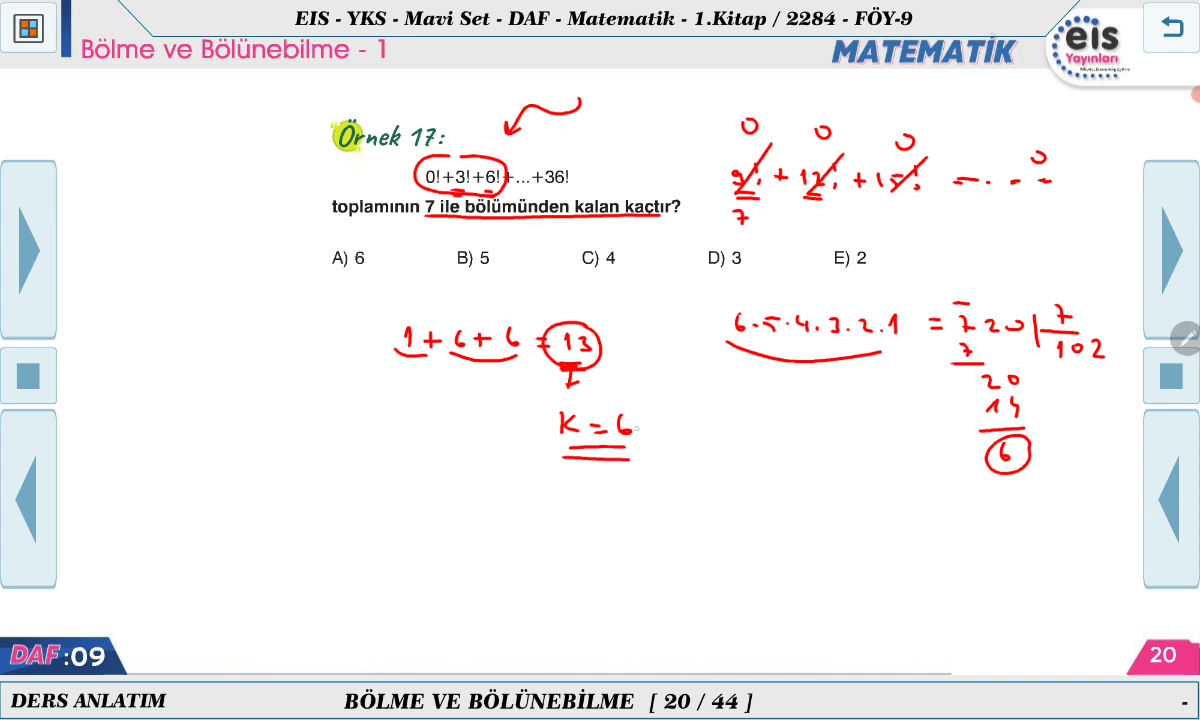 EIS - YKS - Mavi Set - DAF - Matematik - 1.Kitap / 2284 - FÖY-9
Bölme ve Bölünebilme - 1
MATEMATİK
eis
Yayınları
Örnek 17:
0!+3!+6!+...+36!
toplamının 7 ile bölümünden kalan kaçtır?
A) 6 B) 5 C) 4 D) 3 E) 2
0 0 0 0
9! + 12! + 15! - . - -
7
1 + 6 + 6 = 13
K = 6
6.5.4.3.2.1 = 720 | 7
7 102
20
14
6
DAF :09
20
DERS ANLATIM
BÖLME VE BÖLÜNEBİLME [ 20 / 44 ]
-